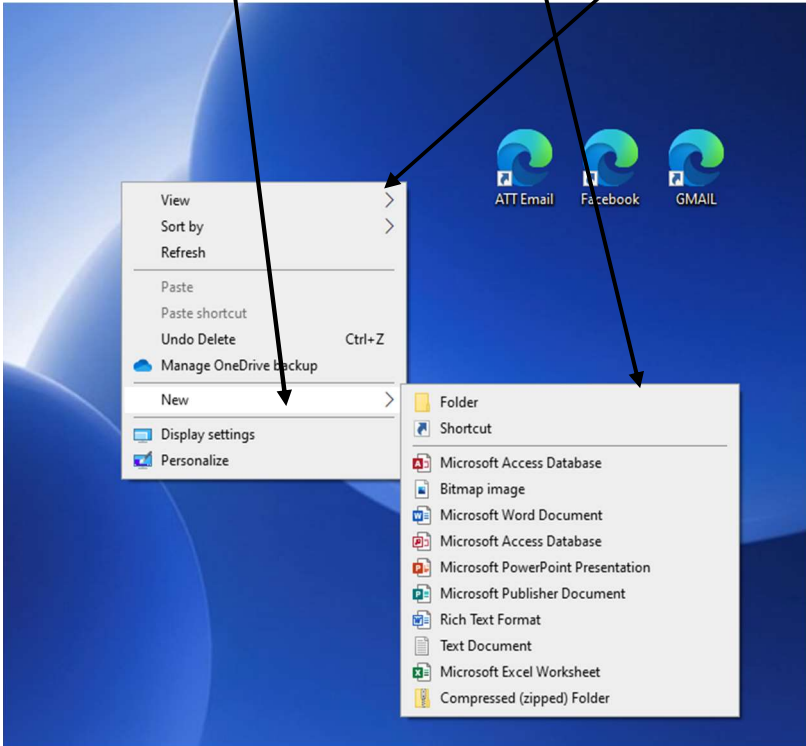 ATT Email
Facebook
GMAIL
View
Sort by
Refresh
Paste
Paste shortcut
Undo Delete Ctrl+Z
Manage OneDrive backup
New
Display settings
Personalize
Folder
Shortcut
Microsoft Access Database
Bitmap image
Microsoft Word Document
Microsoft Access Database
Microsoft PowerPoint Presentation
Microsoft Publisher Document
Rich Text Format
Text Document
Microsoft Excel Worksheet
Compressed (zipped) Folder